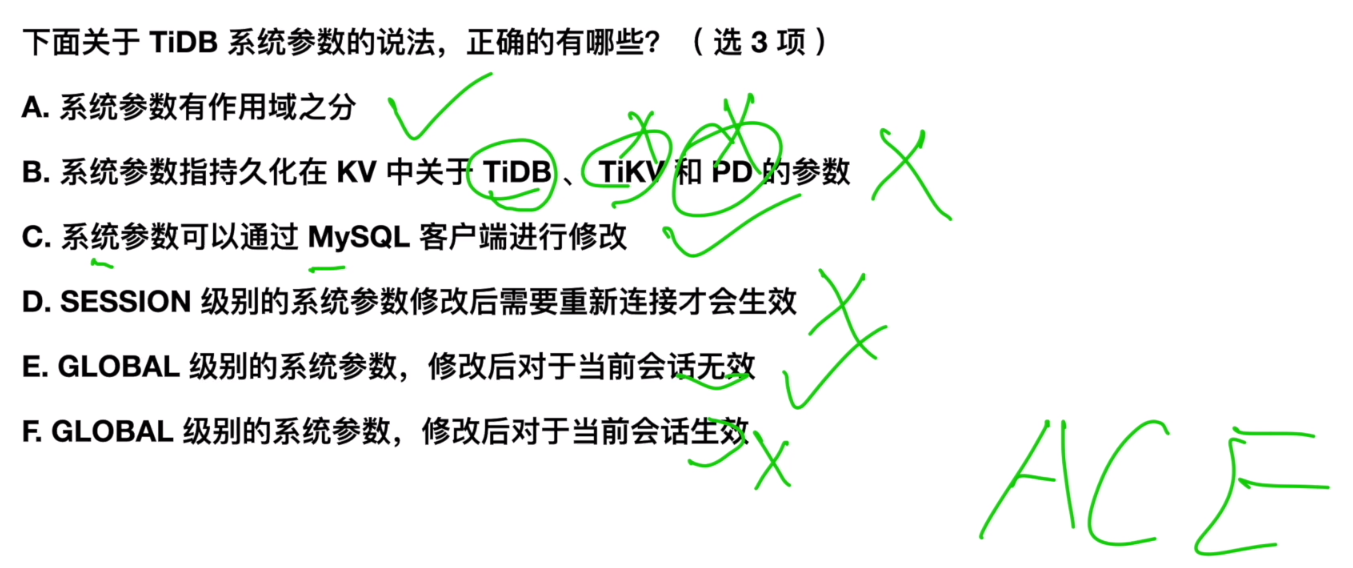 下面关于 TiDB 系统参数的说法，正确的有哪些？（ 选 3 项 ）
A. 系统参数有作用域之分
B. 系统参数指持久化在 KV 中关于 TiDB、TiKV 和 PD 的参数
C. 系统参数可以通过 MySQL 客户端进行修改
D. SESSION 级别的系统参数修改后需要重新连接才会生效
E. GLOBAL 级别的系统参数，修改后对于当前会话无效
F. GLOBAL 级别的系统参数，修改后对于当前会话生效
ACE